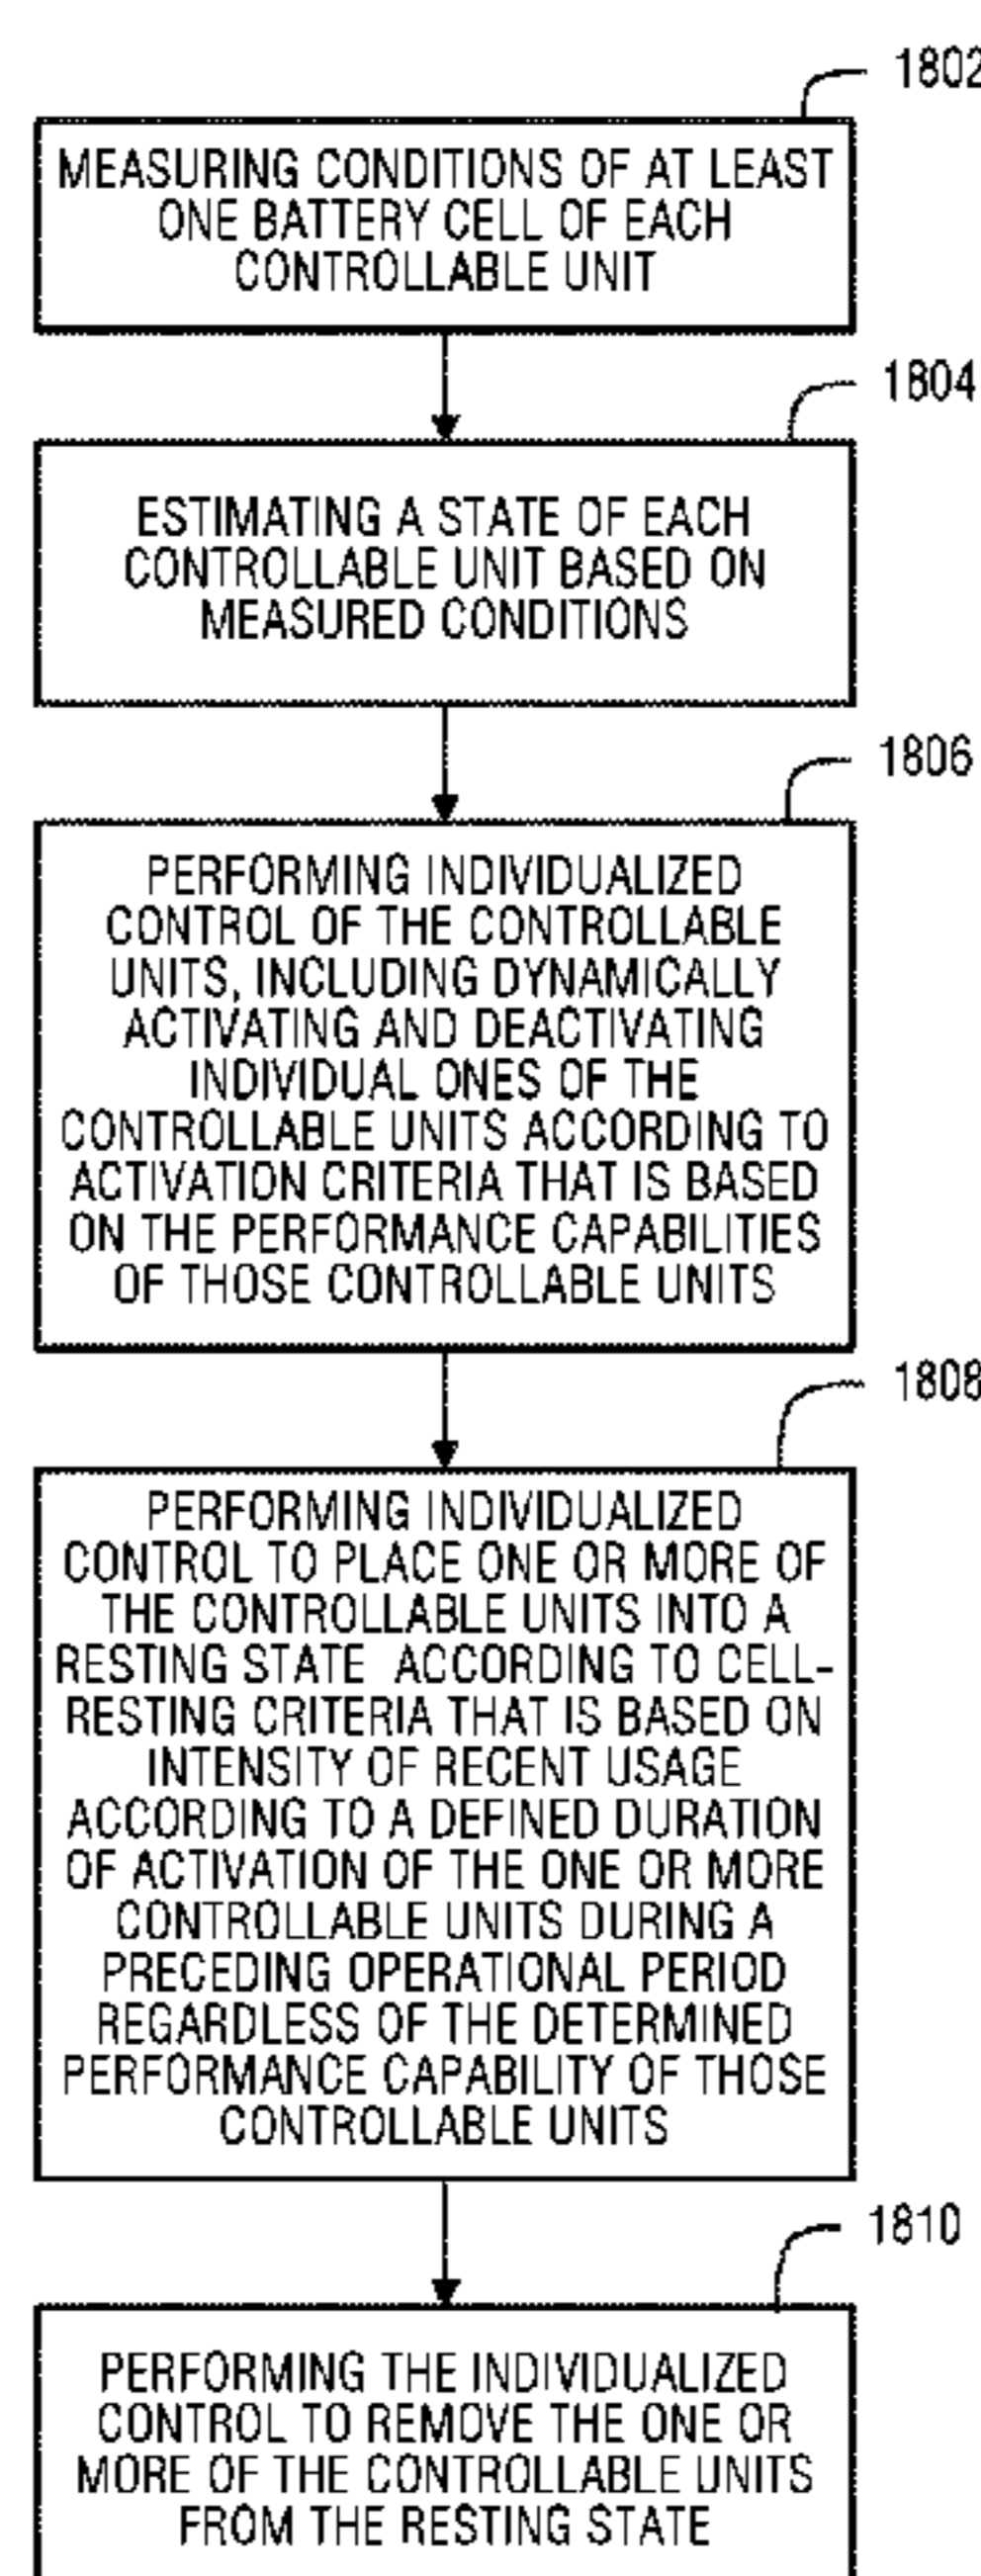 1802
MEASURING CONDITIONS OF AT LEAST
ONE BATTERY CELL OF EACH
CONTROLLABLE UNIT
1804
ESTIMATING A STATE OF EACH
CONTROLLABLE UNIT BASED ON
MEASURED CONDITIONS
1806
PERFORMING INDIVIDUALIZED
CONTROL OF THE CONTROLLABLE
UNITS, INCLUDING DYNAMICALLY
ACTIVATING AND DEACTIVATING
INDIVIDUAL ONES OF THE
CONTROLLABLE UNITS ACCORDING TO
ACTIVATION CRITERIA THAT IS BASED
ON THE PERFORMANCE CAPABILITIES
OF THOSE CONTROLLABLE UNITS
1808
PERFORMING INDIVIDUALIZED
CONTROL TO PLACE ONE OR MORE OF
THE CONTROLLABLE UNITS INTO A
RESTING STATE ACCORDING TO CELL-
RESTING CRITERIA THAT IS BASED ON
INTENSITY OF RECENT USAGE
ACCORDING TO A DEFINED DURATION
OF ACTIVATION OF THE ONE OR MORE
CONTROLLABLE UNITS DURING A
PRECEDING OPERATIONAL PERIOD
REGARDLESS OF THE DETERMINED
PERFORMANCE CAPABILITY OF THOSE
CONTROLLABLE UNITS
1810
PERFORMING THE INDIVIDUALIZED
CONTROL TO REMOVE THE ONE OR
MORE OF THE CONTROLLABLE UNITS
FROM THE RESTING STATE